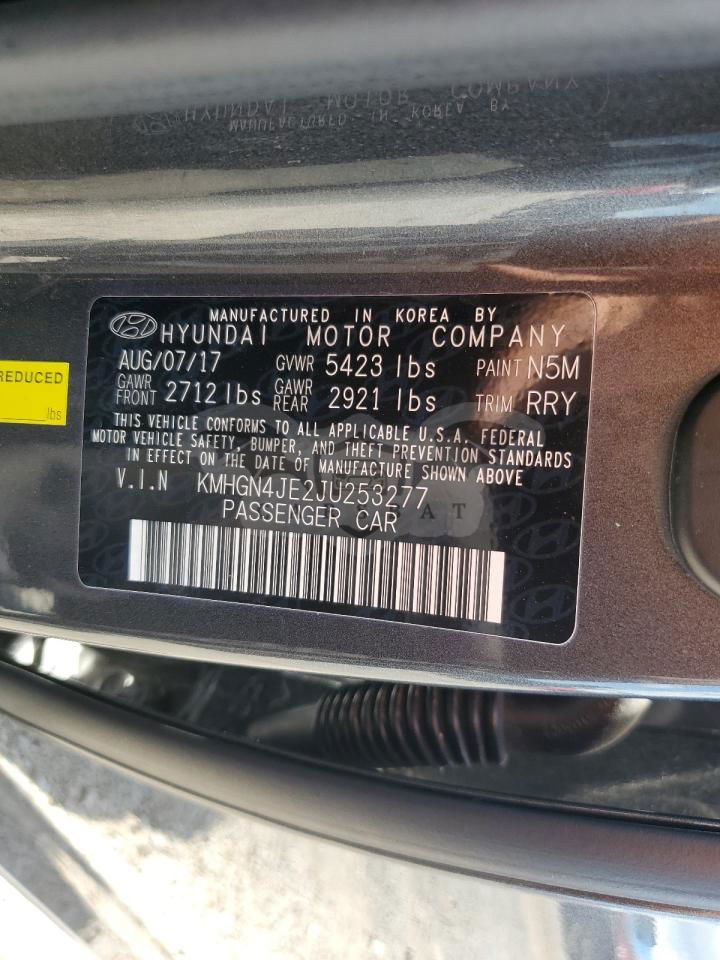 MANUFACTURED IN KOREA BY
HYUNDAI MOTOR COMPANY
AUG/07/17 GVWR 5423 lbs PAINT N5M
GAWR FRONT 2712 lbs GAWR REAR 2921 lbs TRIM RRY
THIS VEHICLE CONFORMS TO ALL APPLICABLE U.S.A. FEDERAL
MOTOR VEHICLE SAFETY, BUMPER, AND THEFT PREVENTION STANDARDS
IN EFFECT ON THE DATE OF MANUFACTURE SHOWN ABOVE
V.I.N KMHGN4JE2JU253277
PASSENGER CAR
REDUCED
lbs